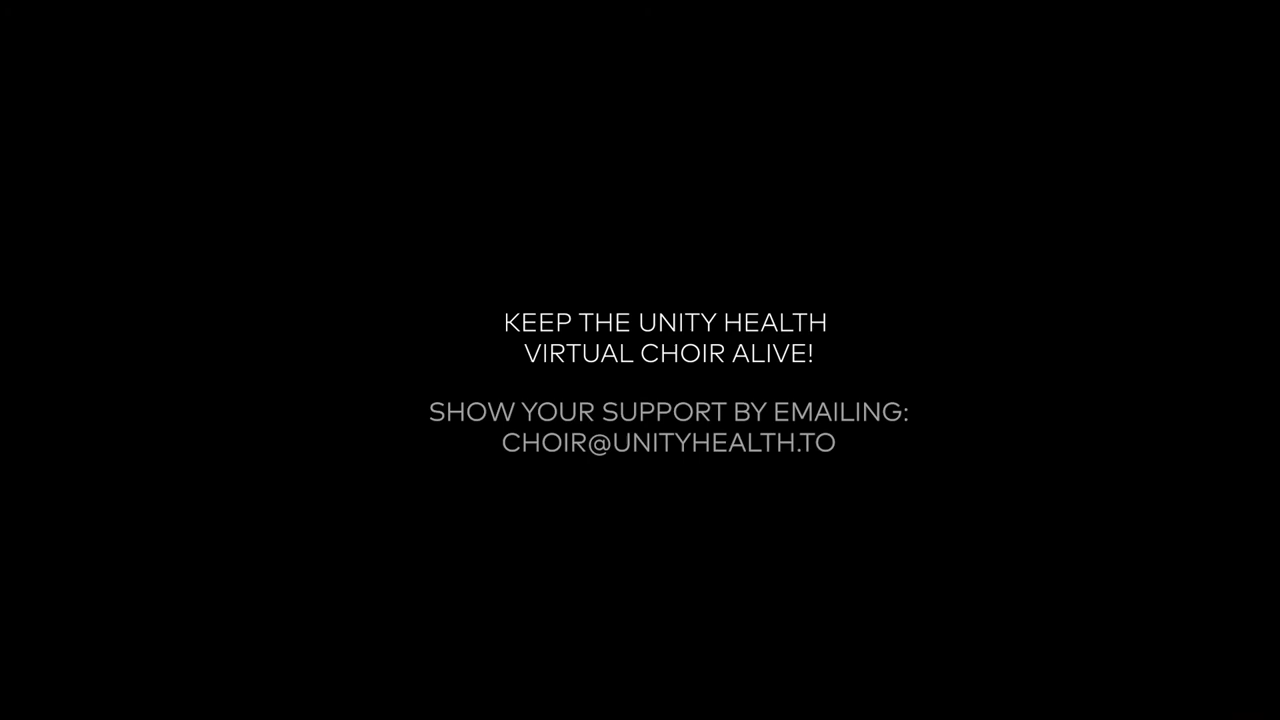 KEEP THE UNITY HEALTH
VIRTUAL CHOIR ALIVE!
SHOW YOUR SUPPORT BY EMAILING:
CHOIR@UNITYHEALTH.TO